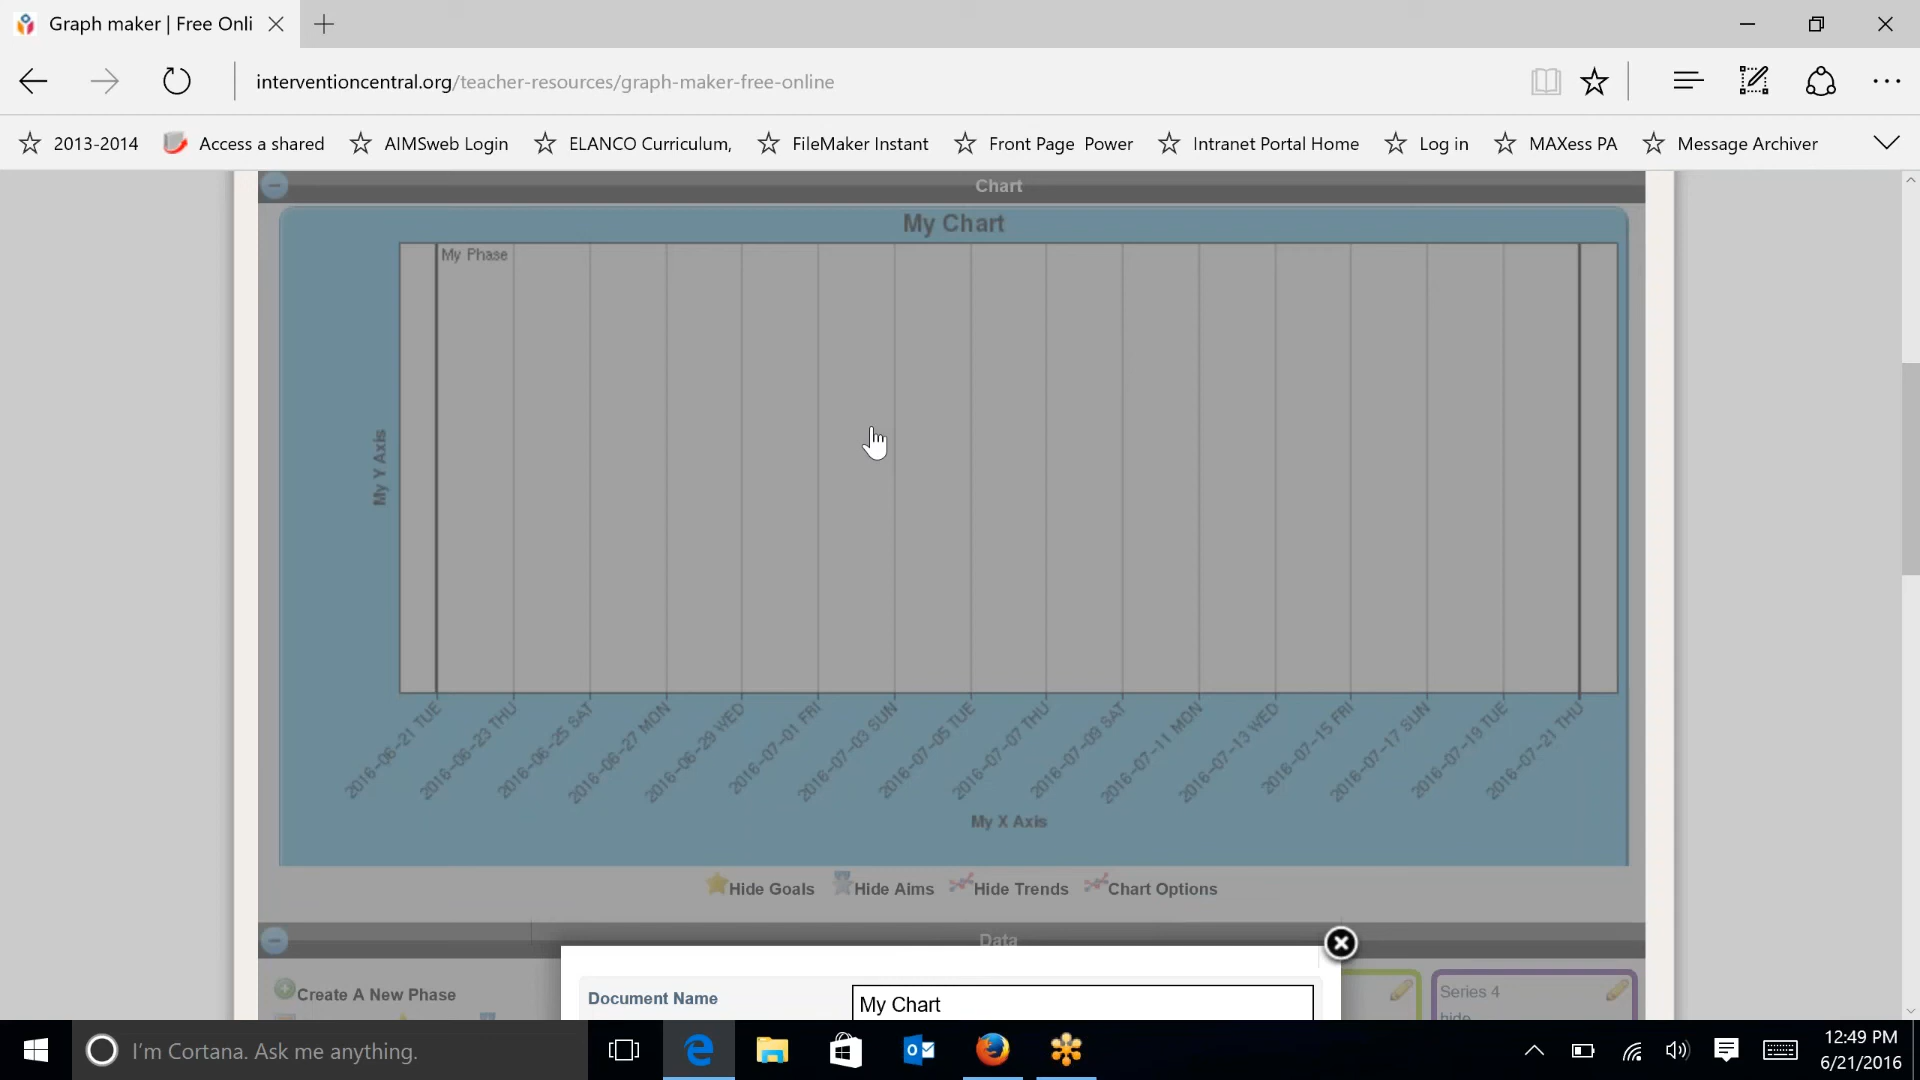 Graph maker | Free Onli
interventioncentral.org/teacher-resources/graph-maker-free-online
2013-2014 Access a shared AIMSweb Login ELANCO Curriculum, FileMaker Instant Front Page Power Intranet Portal Home Log in MAXess PA Message Archiver
Chart
My Chart
My Phase
My Y Axis
2016-06-21 TUE 2016-06-23 THU 2016-06-25 SAT 2016-06-27 MON 2016-06-29 WED 2016-07-01 FRI 2016-07-03 SUN 2016-07-05 TUE 2016-07-07 THU 2016-07-09 SAT 2016-07-11 MON 2016-07-13 WED 2016-07-15 FRI 2016-07-17 SUN 2016-07-19 TUE 2016-07-21 THU
My X Axis
Hide Goals Hide Aims Hide Trends Chart Options
Data
Create A New Phase
Document Name My Chart
Series 4
hide
I'm Cortana. Ask me anything.
12:49 PM
6/21/2016